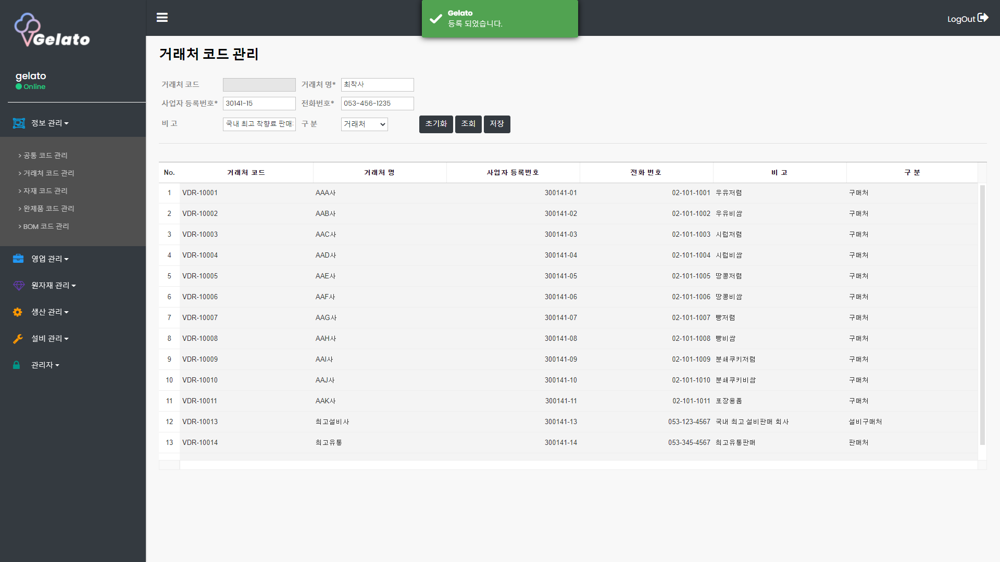 Gelato
gelato
Online
정보 관리
> 공통 코드 관리
> 거래처 코드 관리
> 자재 코드 관리
> 완제품 코드 관리
> BOM 코드 관리
영업 관리
원자재 관리
생산 관리
설비 관리
관리자
Gelato
등록 되었습니다.
LogOut
거래처 코드 관리
거래처 코드 거래처 명* 최착사
사업자 등록번호* 30141-15 전화번호* 053-456-1235
비 고 국내 최고 착향료 판매 구 분 거래처 초기화 조회 저장
No. 거래처 코드 거래처 명 사업자 등록번호 전화 번호 비 고 구 분
1 VDR-10001 AAA사 300141-01 02-101-1001 우유저렴 구매처
2 VDR-10002 AAB사 300141-02 02-101-1002 우유비쌈 구매처
3 VDR-10003 AAC사 300141-03 02-101-1003 시럽저렴 구매처
4 VDR-10004 AAD사 300141-04 02-101-1004 시럽비쌈 구매처
5 VDR-10005 AAE사 300141-05 02-101-1005 땅콩저렴 구매처
6 VDR-10006 AAF사 300141-06 02-101-1006 땅콩비쌈 구매처
7 VDR-10007 AAG사 300141-07 02-101-1007 빵저렴 구매처
8 VDR-10008 AAH사 300141-08 02-101-1008 빵비쌈 구매처
9 VDR-10009 AAI사 300141-09 02-101-1009 분쇄쿠키저렴 구매처
10 VDR-10010 AAJ사 300141-10 02-101-1010 분쇄쿠키비쌈 구매처
11 VDR-10011 AAK사 300141-11 02-101-1011 포장용품 구매처
12 VDR-10013 최고설비사 300141-13 053-123-4567 국내 최고 설비판매 회사 설비구매처
13 VDR-10014 최고유통 300141-14 053-345-4567 최고유통판매 판매처